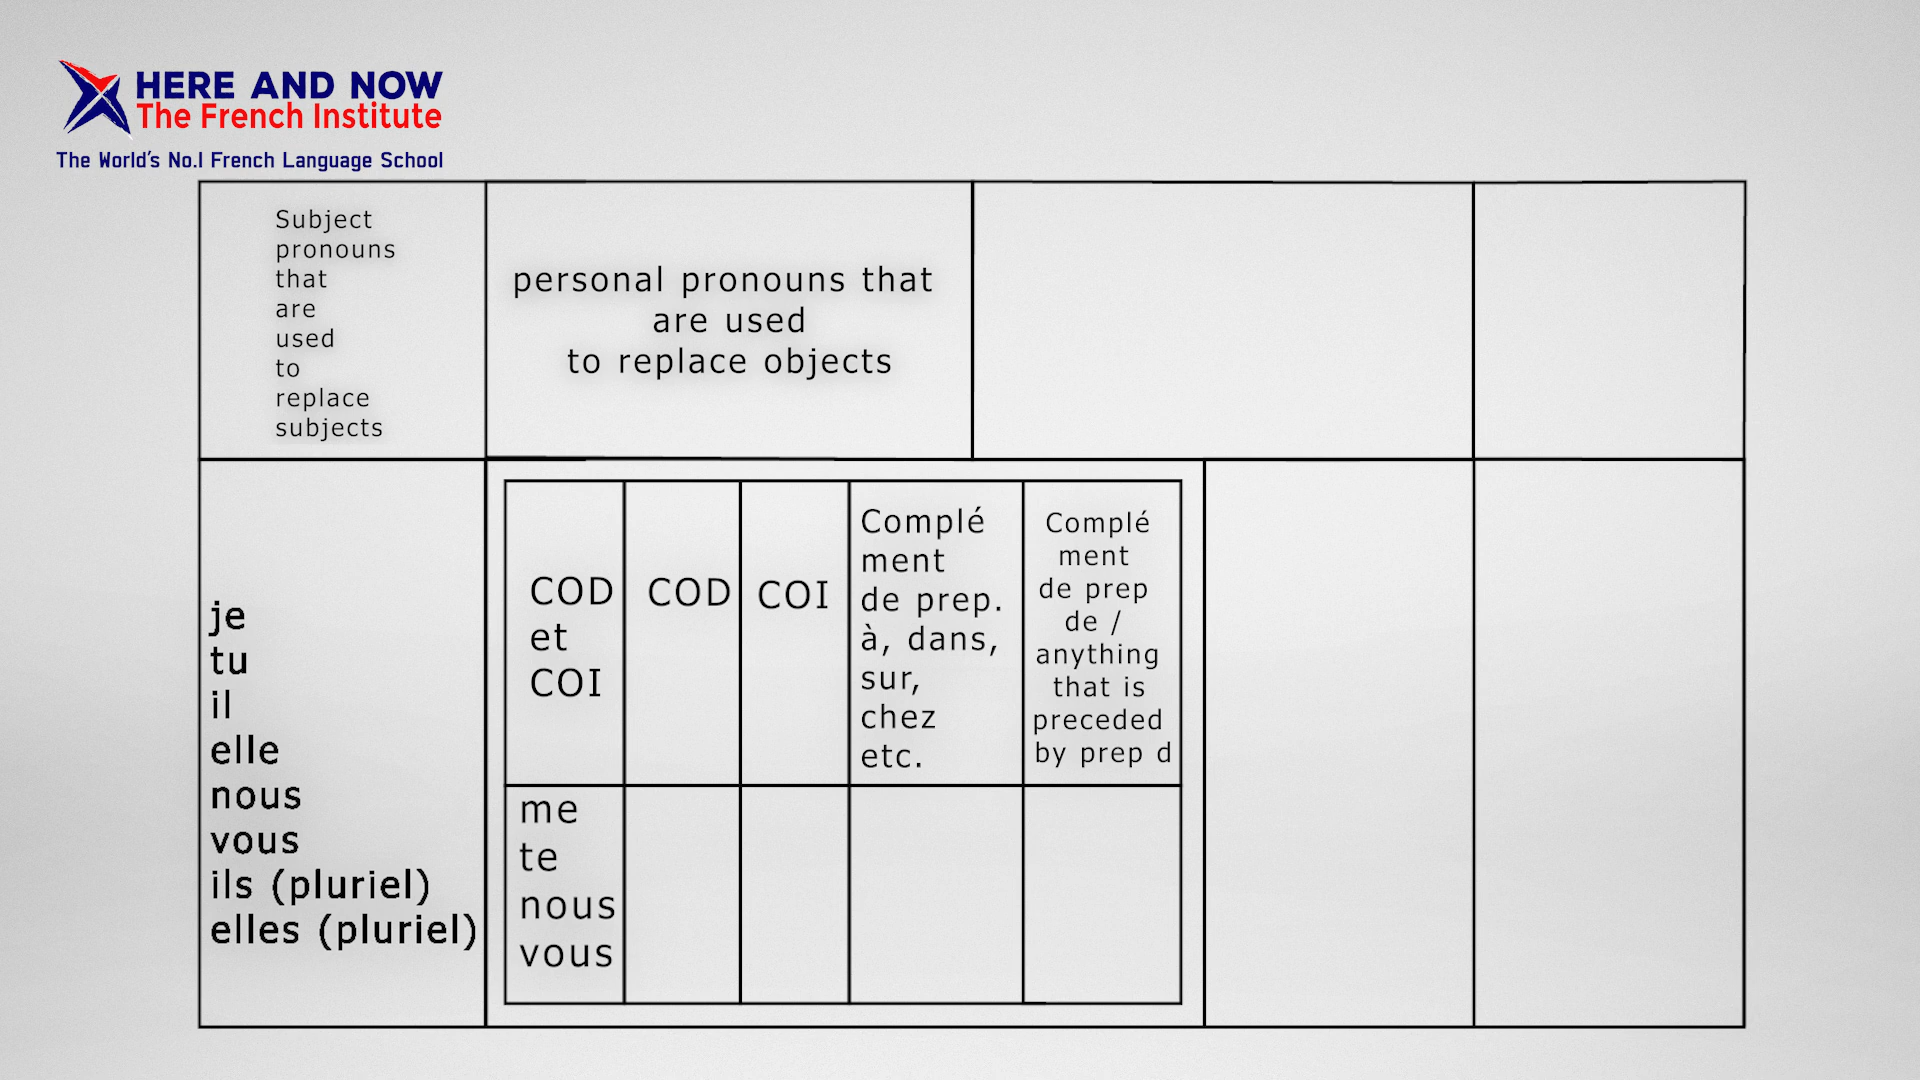 HERE AND NOW
The French Institute
The World's No.1 French Language School
Subject
pronouns
that
are
used
to
replace
subjects
personal pronouns that
are used
to replace objects
je
tu
il
elle
nous
vous
ils (pluriel)
elles (pluriel)
COD
et
COI
COD
COI
Complé
ment
de prep.
à, dans,
sur,
chez
etc.
Complé
ment
de prep
de /
anything
that is
preceded
by prep d
me
te
nous
vous